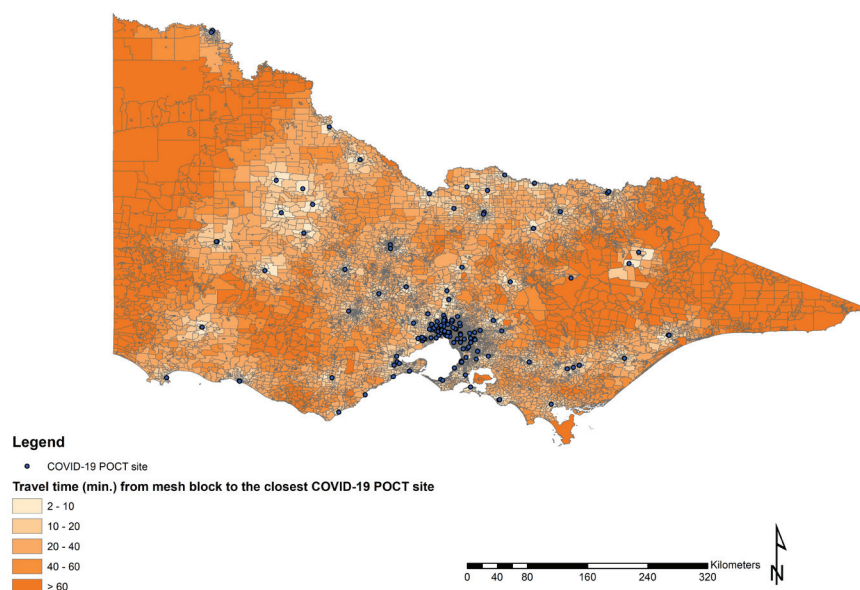 Legend
COVID-19 POCT site
Travel time (min.) from mesh block to the closest COVID-19 POCT site
2 - 10
10 - 20
20 - 40
40 - 60
> 60
Kilometers
0 20 40 80 160 240 320
N